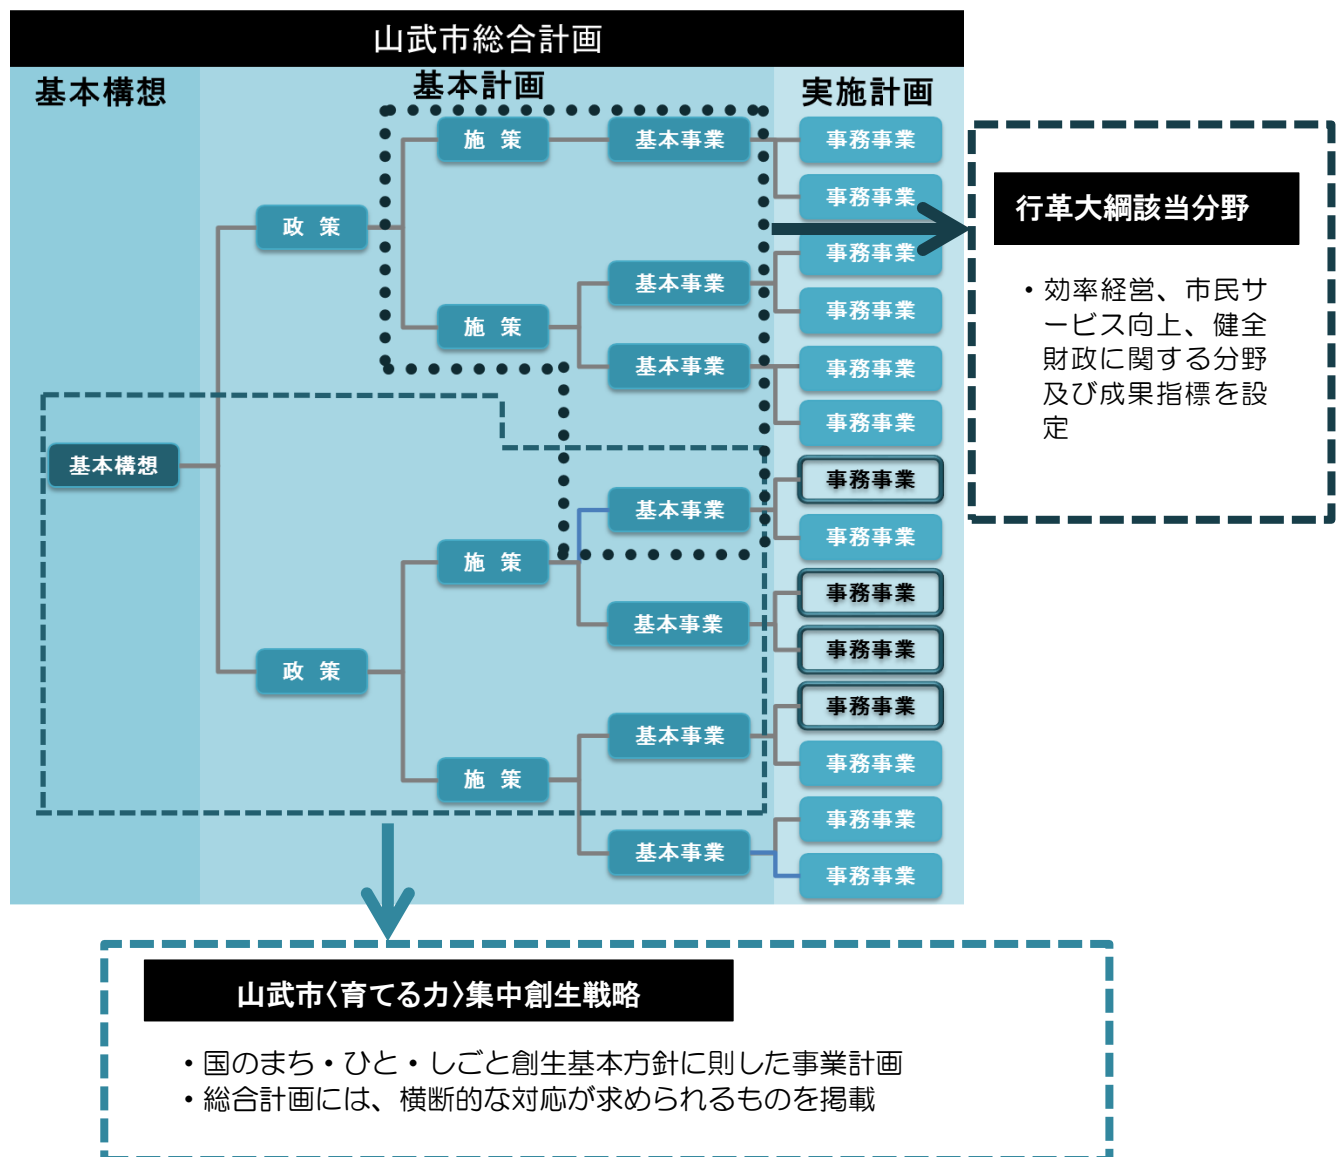 山武市総合計画
基本構想
基本計画
実施計画
施 策
基本事業
事務事業
事務事業
政 策
事務事業
基本事業
事務事業
施 策
基本事業
事務事業
事務事業
基本構想
事務事業
基本事業
事務事業
施 策
事務事業
基本事業
事務事業
政 策
事務事業
基本事業
事務事業
施 策
事務事業
基本事業
事務事業
行革大綱該当分野
・効率経営、市民サ
ービス向上、健全
財政に関する分野
及び成果指標を設
定
山武市〈育てる力〉集中創生戦略
・国のまち・ひと・しごと創生基本方針に則した事業計画
・総合計画には、横断的な対応が求められるものを掲載